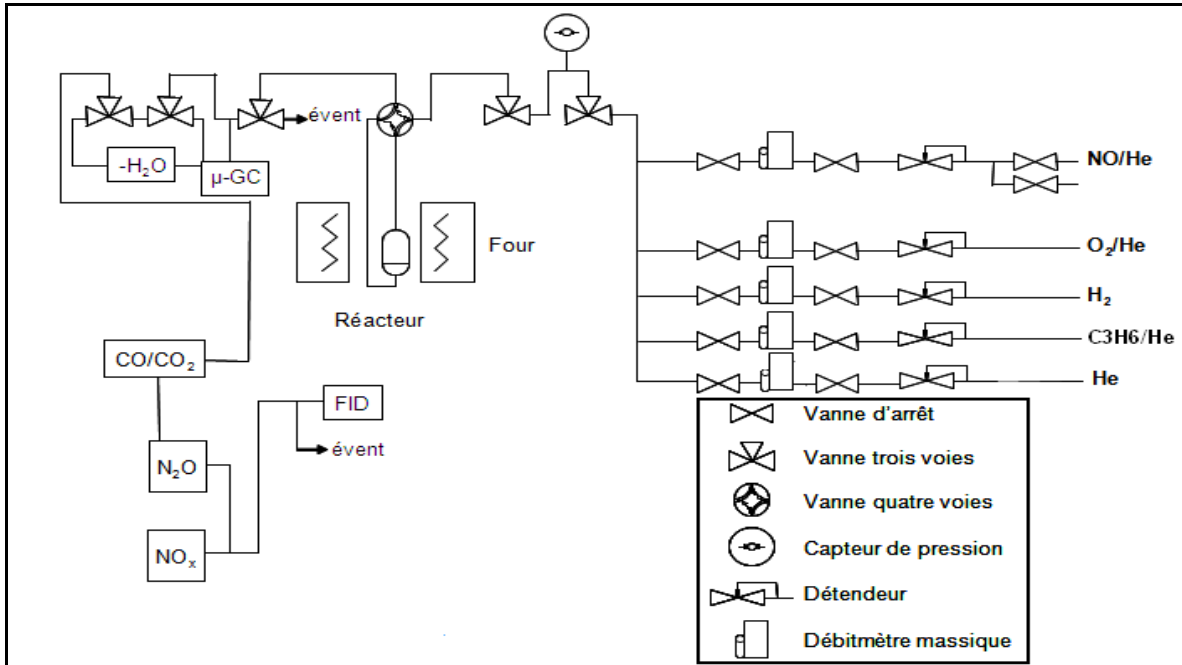 évent
-H₂O
µ-GC
NO/He
Four
O₂/He
H₂
Réacteur
C3H6/He
CO/CO₂
He
FID
évent
N₂O
NOₓ
Vanne d'arrêt
Vanne trois voies
Vanne quatre voies
Capteur de pression
Détendeur
Débitmètre massique